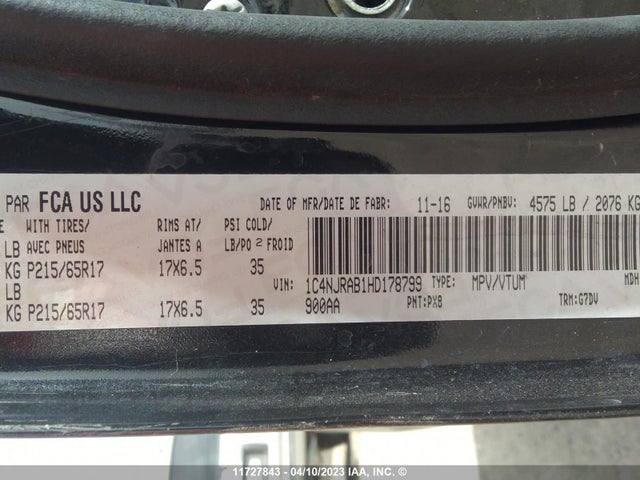 PAR FCA US LLC DATE OF MFR/DATE DE FABR: 11-16 GVWR/PNBV: 4575 LB / 2076 KG
E WITH TIRES/ RIMS AT/ PSI COLD/
LB AVEC PNEUS JANTES A LB/PO 2 FROID
KG P215/65R17 17X6.5 35
VIN: 1C4NJRAB1HD178799 TYPE: MPV/VTUM MDH
LB
KG P215/65R17 17X6.5 35 900AA PNT:PX8 TRM:G7DV
11727843 - 04/10/2023 IAA, INC. ©